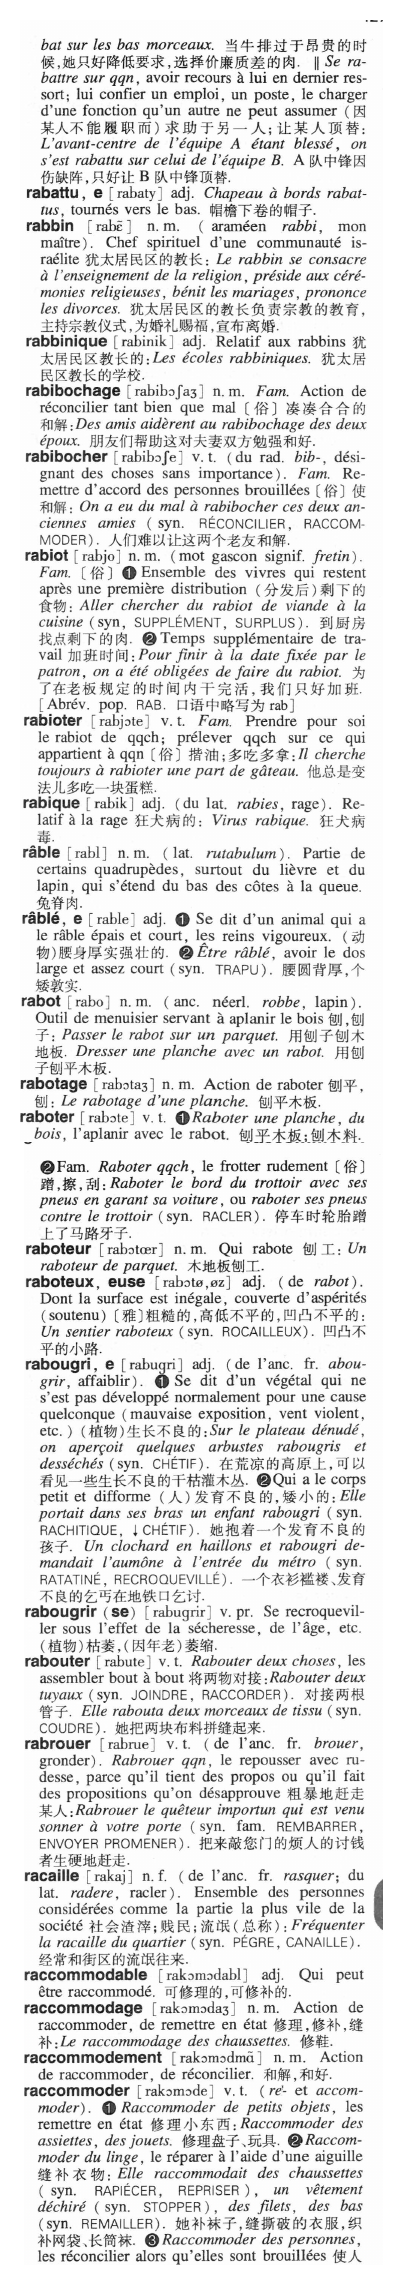 bat sur les bas morceaux. 当牛排过于昂贵的时
候,她只好降低要求,选择价廉质差的肉. ‖ Se ra-
battre sur qqn, avoir recours à lui en dernier res-
sort; lui confier un emploi, un poste, le charger
d'une fonction qu'un autre ne peut assumer (因
某人不能履职而) 求助于另一人;让某人顶替:
L'avant-centre de l'équipe A étant blessé, on
s'est rabattu sur celui de l'équipe B. A 队中锋因
伤缺阵,只好让 B 队中锋顶替.
rabattu, e [rabaty] adj. Chapeau à bords rabat-
tus, tournés vers le bas. 帽檐下卷的帽子.
rabbin [rabɛ̃] n. m. (araméen rabbi, mon
maître). Chef spirituel d'une communauté is-
raélite 犹太居民区的教长: Le rabbin se consacre
à l'enseignement de la religion, préside aux céré-
monies religieuses, bénit les mariages, prononce
les divorces. 犹太居民区的教长负责宗教的教育,
主持宗教仪式,为婚礼赐福,宣布离婚.
rabbinique [rabinik] adj. Relatif aux rabbins 犹
太居民区教长的:Les écoles rabbiniques. 犹太居
民区教长的学校.
rabibochage [rabibɔʃaʒ] n. m. Fam. Action de
réconcilier tant bien que mal [俗] 凑凑合合的
和解:Des amis aidèrent au rabibochage des deux
époux. 朋友们帮助这对夫妻双方勉强和好.
rabibocher [rabibɔʃe] v. t. (du rad. bib-, dési-
gnant des choses sans importance). Fam. Re-
mettre d'accord des personnes brouillées [俗] 使
和解: On a eu du mal à rabibocher ces deux an-
ciennes amies (syn. RÉCONCILIER, RACCOM-
MODER). 人们难以让这两个老友和解.
rabiot [rabjo] n. m. (mot gascon signif. fretin).
Fam. [俗] ❶ Ensemble des vivres qui restent
après une première distribution (分发后) 剩下的
食物: Aller chercher du rabiot de viande à la
cuisine (syn, SUPPLÉMENT, SURPLUS). 到厨房
找点剩下的肉. ❷ Temps supplémentaire de tra-
vail 加班时间: Pour finir à la date fixée par le
patron, on a été obligées de faire du rabiot. 为
了在老板规定的时间内干完活,我们只好加班.
[Abrév. pop. RAB. 口语中略写为 rab]
rabioter [rabjɔte] v. t. Fam. Prendre pour soi
le rabiot de qqch; prélever qqch sur ce qui
appartient à qqn [俗] 揩油;多吃多拿:Il cherche
toujours à rabioter une part de gâteau. 他总是变
法儿多吃一块蛋糕.
rabique [rabik] adj. (du lat. rabies, rage). Re-
latif à la rage 狂犬病的: Virus rabique. 狂犬病
毒.
râble [rabl] n. m. (lat. rutabulum). Partie de
certains quadrupèdes, surtout du lièvre et du
lapin, qui s'étend du bas des côtes à la queue.
兔脊肉.
râblé, e [rable] adj. ❶ Se dit d'un animal qui a
le râble épais et court, les reins vigoureux. (动
物)腰身厚实强壮的. ❷ Être râblé, avoir le dos
large et assez court (syn. TRAPU). 腰圆背厚,个
矮敦实.
rabot [rabo] n. m. (anc. néerl. robbe, lapin).
Outil de menuisier servant à aplanir le bois 刨,刨
子: Passer le rabot sur un parquet. 用刨子刨木
地板. Dresser une planche avec un rabot. 用刨
子刨平木板.
rabotage [rabɔtaʒ] n. m. Action de raboter 刨平,
刨: Le rabotage d'une planche. 刨平木板.
raboter [rabɔte] v. t. ❶ Raboter une planche, du
bois, l'aplanir avec le rabot. 刨平木板;刨木料.
❷ Fam. Raboter qqch, le frotter rudement [俗]
蹭,擦,刮: Raboter le bord du trottoir avec ses
pneus en garant sa voiture, ou raboter ses pneus
contre le trottoir (syn. RACLER). 停车时轮胎蹭
上了马路牙子.
raboteur [rabɔtœr] n. m. Qui rabote 刨工: Un
raboteur de parquet. 木地板刨工.
raboteux, euse [rabɔtø,øz] adj. (de rabot).
Dont la surface est inégale, couverte d'aspérités
(soutenu) [雅]粗糙的,高低不平的,凹凸不平的:
Un sentier raboteux (syn. ROCAILLEUX). 凹凸不
平的小路.
rabougri, e [rabugri] adj. (de l'anc. fr. abou-
grir, affaiblir). ❶ Se dit d'un végétal qui ne
s'est pas développé normalement pour une cause
quelconque (mauvaise exposition, vent violent,
etc.) (植物)生长不良的:Sur le plateau dénudé,
on aperçoit quelques arbustes rabougris et
desséchés (syn. CHÉTIF). 在荒凉的高原上,可以
看见一些生长不良的干枯灌木丛. ❷ Qui a le corps
petit et difforme (人)发育不良的,矮小的: Elle
portait dans ses bras un enfant rabougri (syn.
RACHITIQUE, ↓CHÉTIF). 她抱着一个发育不良的
孩子. Un clochard en haillons et rabougri de-
mandait l'aumône à l'entrée du métro (syn.
RATATINÉ, RECROQUEVILLÉ). 一个衣衫褴褛、发育
不良的乞丐在地铁口乞讨.
rabougrir (se) [rabugrir] v. pr. Se recroquevil-
ler sous l'effet de la sécheresse, de l'âge, etc.
(植物)枯萎,(因年老)萎缩.
rabouter [rabute] v. t. Rabouter deux choses, les
assembler bout à bout 将两物对接:Rabouter deux
tuyaux (syn. JOINDRE, RACCORDER). 对接两根
管子. Elle rabouta deux morceaux de tissu (syn.
COUDRE). 她把两块布料拼缝起来.
rabrouer [rabrue] v. t. (de l'anc. fr. brouer,
gronder). Rabrouer qqn, le repousser avec ru-
desse, parce qu'il tient des propos ou qu'il fait
des propositions qu'on désapprouve 粗暴地赶走
某人:Rabrouer le quêteur importun qui est venu
sonner à votre porte (syn. fam. REMBARRER,
ENVOYER PROMENER). 把来敲您门的烦人的讨钱
者生硬地赶走.
racaille [rakaj] n. f. (de l'anc. fr. rasquer; du
lat. radere, racler). Ensemble des personnes
considérées comme la partie la plus vile de la
société 社会渣滓;贱民;流氓(总称):Fréquenter
la racaille du quartier (syn. PÈGRE, CANAILLE).
经常和街区的流氓往来.
raccommodable [rakɔmɔdabl] adj. Qui peut
être raccommodé. 可修理的,可修补的.
raccommodage [rakɔmɔdaʒ] n. m. Action de
raccommoder, de remettre en état 修理,修补,缝
补:Le raccommodage des chaussettes. 修鞋.
raccommodement [rakɔmɔdmɑ̃] n. m. Action
de raccommoder, de réconcilier. 和解,和好.
raccommoder [rakɔmɔde] v. t. (re- et accom-
moder). ❶ Raccommoder de petits objets, les
remettre en état 修理小东西: Raccommoder des
assiettes, des jouets. 修理盘子、玩具. ❷ Raccom-
moder du linge, le réparer à l'aide d'une aiguille
缝补衣物: Elle raccommodait des chaussettes
(syn. RAPIÉCER, REPRISER), un vêtement
déchiré (syn. STOPPER), des filets, des bas
(syn. REMAILLER). 她补袜子,缝撕破的衣服,织
补网袋、长筒袜. ❸ Raccommoder des personnes,
les réconcilier alors qu'elles sont brouillées 使人